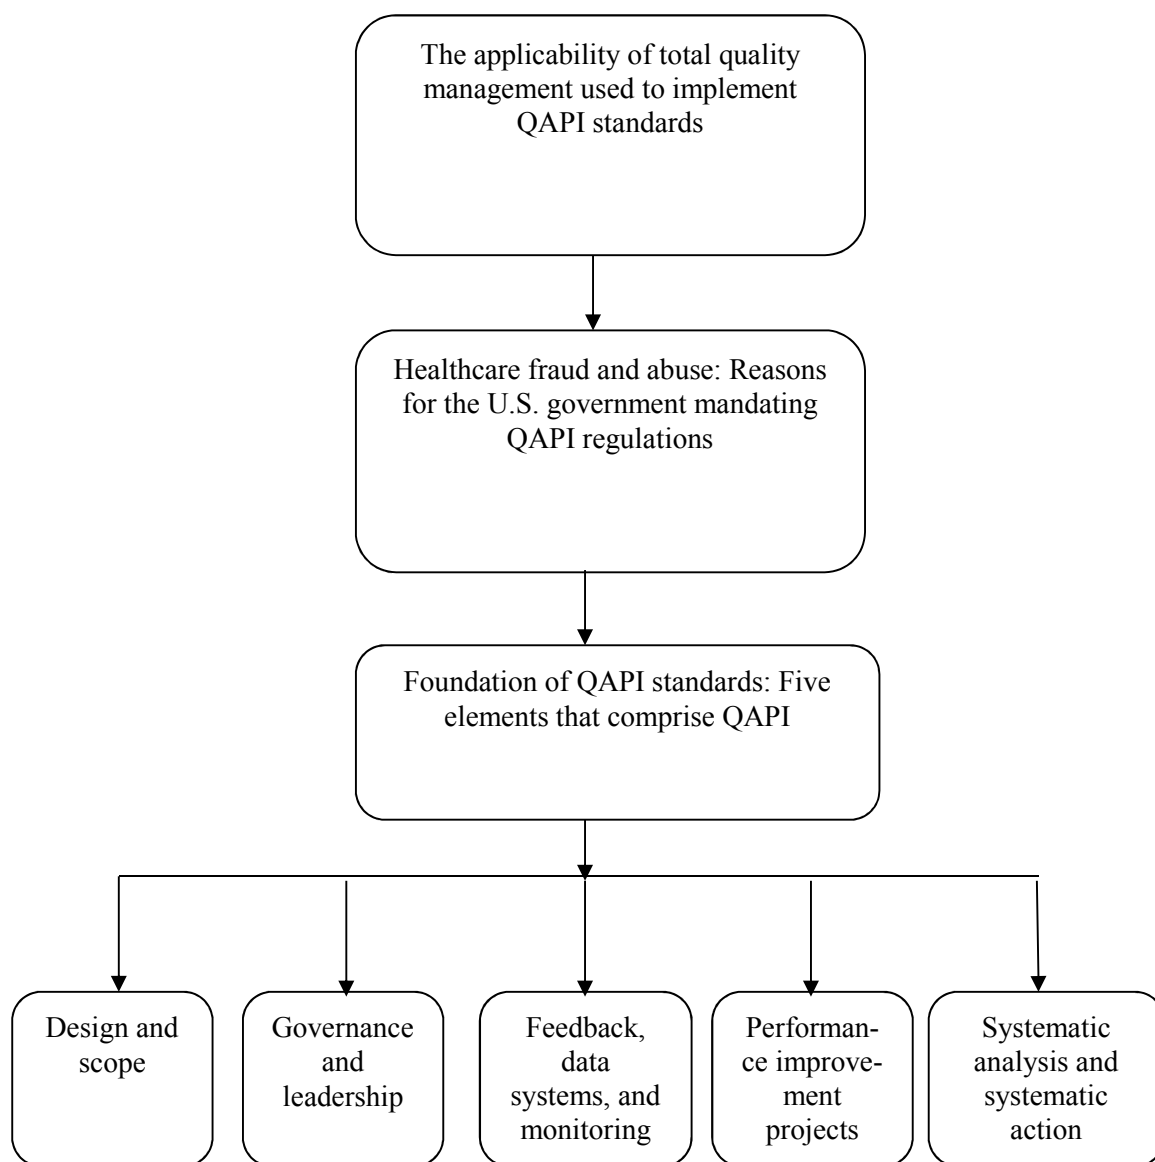 The applicability of total quality
management used to implement
QAPI standards
Healthcare fraud and abuse: Reasons
for the U.S. government mandating
QAPI regulations
Foundation of QAPI standards: Five
elements that comprise QAPI
Design and
scope
Governance
and
leadership
Feedback,
data
systems, and
monitoring
Performan-
ce improve-
ment
projects
Systematic
analysis and
systematic
action